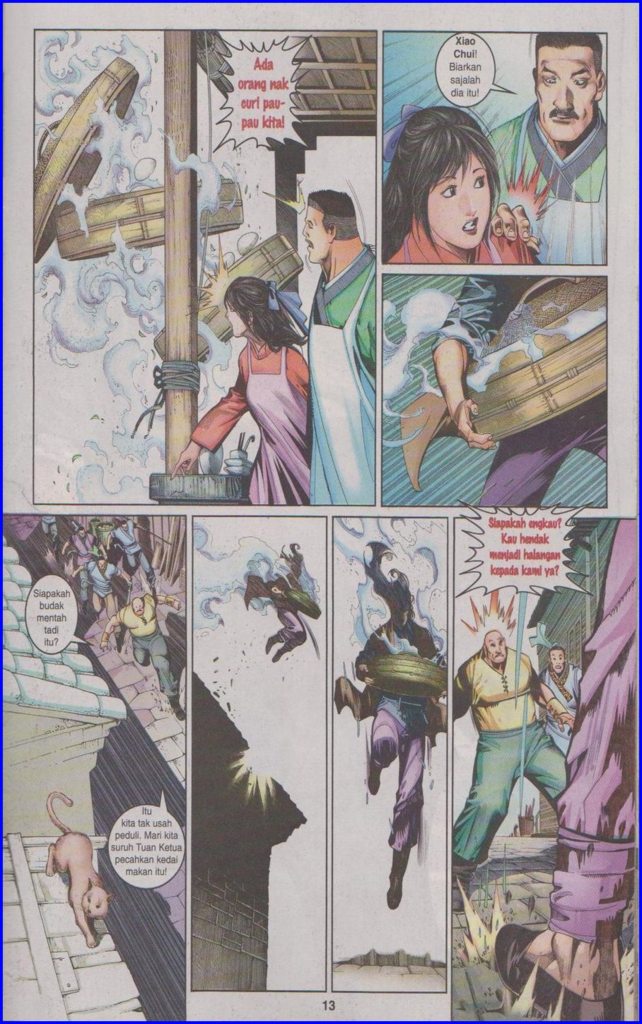 Ada
orang nak
curi pau-
pau kita!
Xiao
Chui!
Biarkan
sajalah
dia itu!
Siapakah
budak
mentah
tadi
itu?
Itu
kita tak usah
peduli. Mari kita
suruh Tuan Ketua
pecahkan kedai
makan itu!
Siapakah engkau?
Kau hendak
menjadi halangan
kepada kami ya?
13